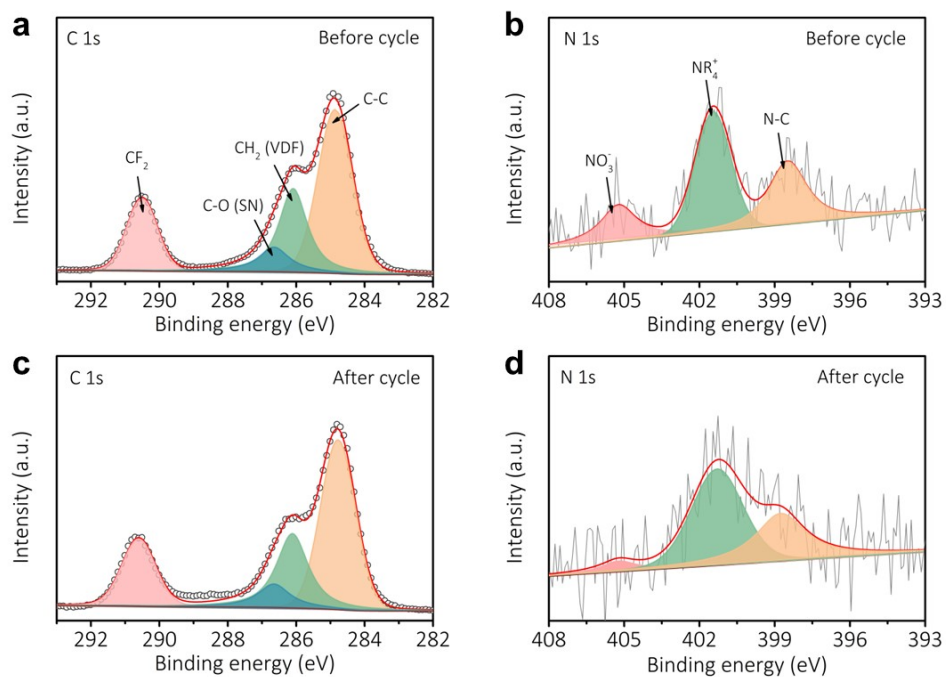 a
C 1s
Before cycle
C-C
CH₂ (VDF)
CF₂
C-O (SN)
Intensity (a.u.)
292 290 288 286 284 282
Binding energy (eV)
b
N 1s
Before cycle
NR₄⁺
N-C
NO₃⁻
Intensity (a.u.)
408 405 402 399 396 393
Binding energy (eV)
c
C 1s
After cycle
Intensity (a.u.)
292 290 288 286 284 282
Binding energy (eV)
d
N 1s
After cycle
Intensity (a.u.)
408 405 402 399 396 393
Binding energy (eV)